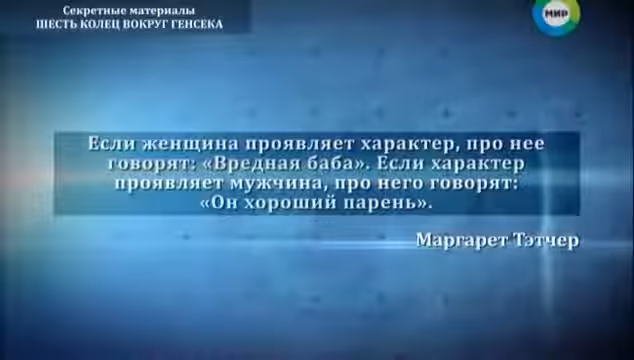 Секретные материалы
ШЕСТЬ КОЛЕЦ ВОКРУГ ГЕНСЕКА
МИР
Если женщина проявляет характер, про нее
говорят: «Вредная баба». Если характер
проявляет мужчина, про него говорят:
«Он хороший парень».
Маргарет Тэтчер